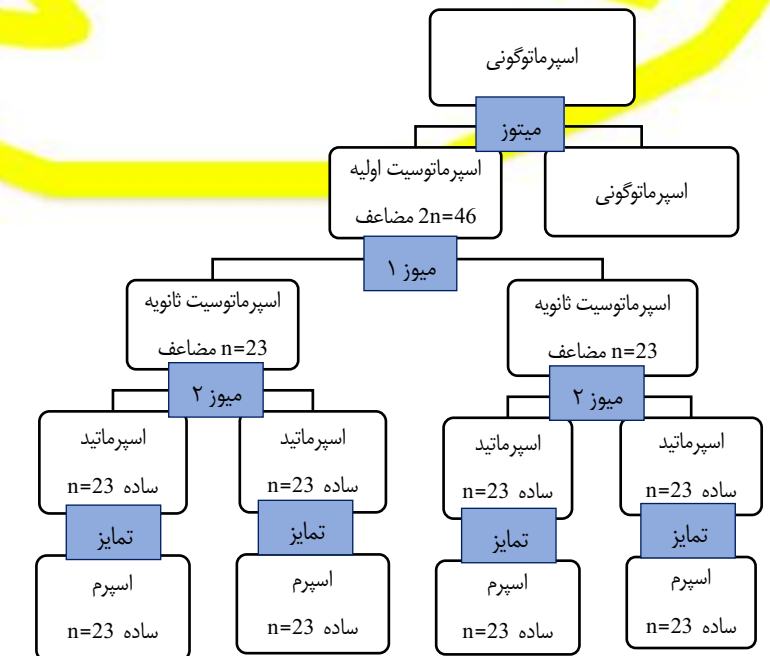 اسپرماتوگونی
میتوز
اسپرماتوسیت اولیه
2n=46 مضاعف
اسپرماتوگونی
میوز ۱
اسپرماتوسیت ثانویه
n=23 مضاعف
اسپرماتوسیت ثانویه
n=23 مضاعف
میوز ۲
میوز ۲
اسپرماتید
ساده n=23
اسپرماتید
ساده n=23
اسپرماتید
ساده n=23
اسپرماتید
ساده n=23
تمایز
تمایز
تمایز
تمایز
اسپرم
ساده n=23
اسپرم
ساده n=23
اسپرم
ساده n=23
اسپرم
ساده n=23